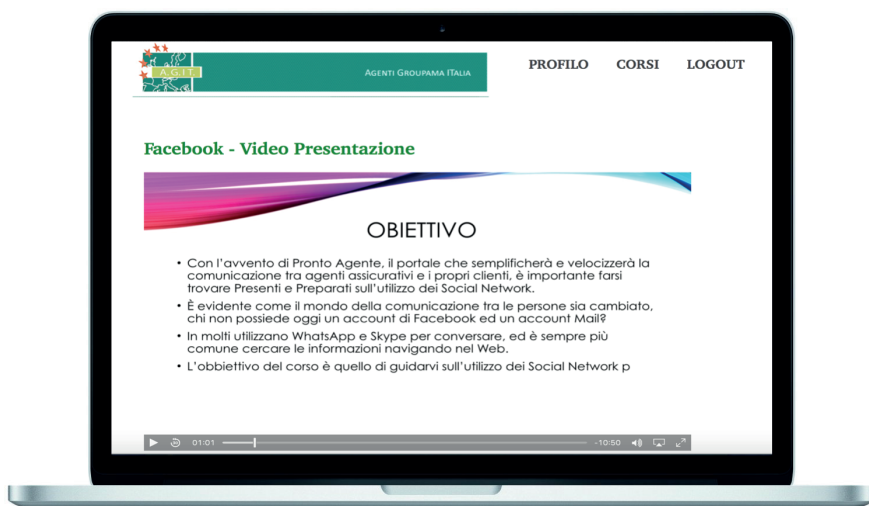 A.G.IT.
AGENTI GROUPAMA ITALIA
PROFILO CORSI LOGOUT
Facebook - Video Presentazione
OBIETTIVO
• Con l'avvento di Pronto Agente, il portale che semplificherà e velocizzerà la
comunicazione tra agenti assicurativi e i propri clienti, è importante farsi
trovare Presenti e Preparati sull'utilizzo dei Social Network.
• È evidente come il mondo della comunicazione tra le persone sia cambiato,
chi non possiede oggi un account di Facebook ed un account Mail?
• In molti utilizzano WhatsApp e Skype per conversare, ed è sempre più
comune cercare le informazioni navigando nel Web.
• L'obbiettivo del corso è quello di guidarvi sull'utilizzo dei Social Network p
01:01 -10:50